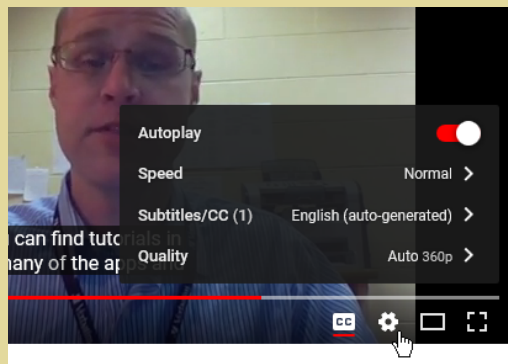 Autoplay
Speed Normal
Subtitles/CC (1) English (auto-generated)
can find tutorials in
many of the apps and
Quality Auto 360p
CC